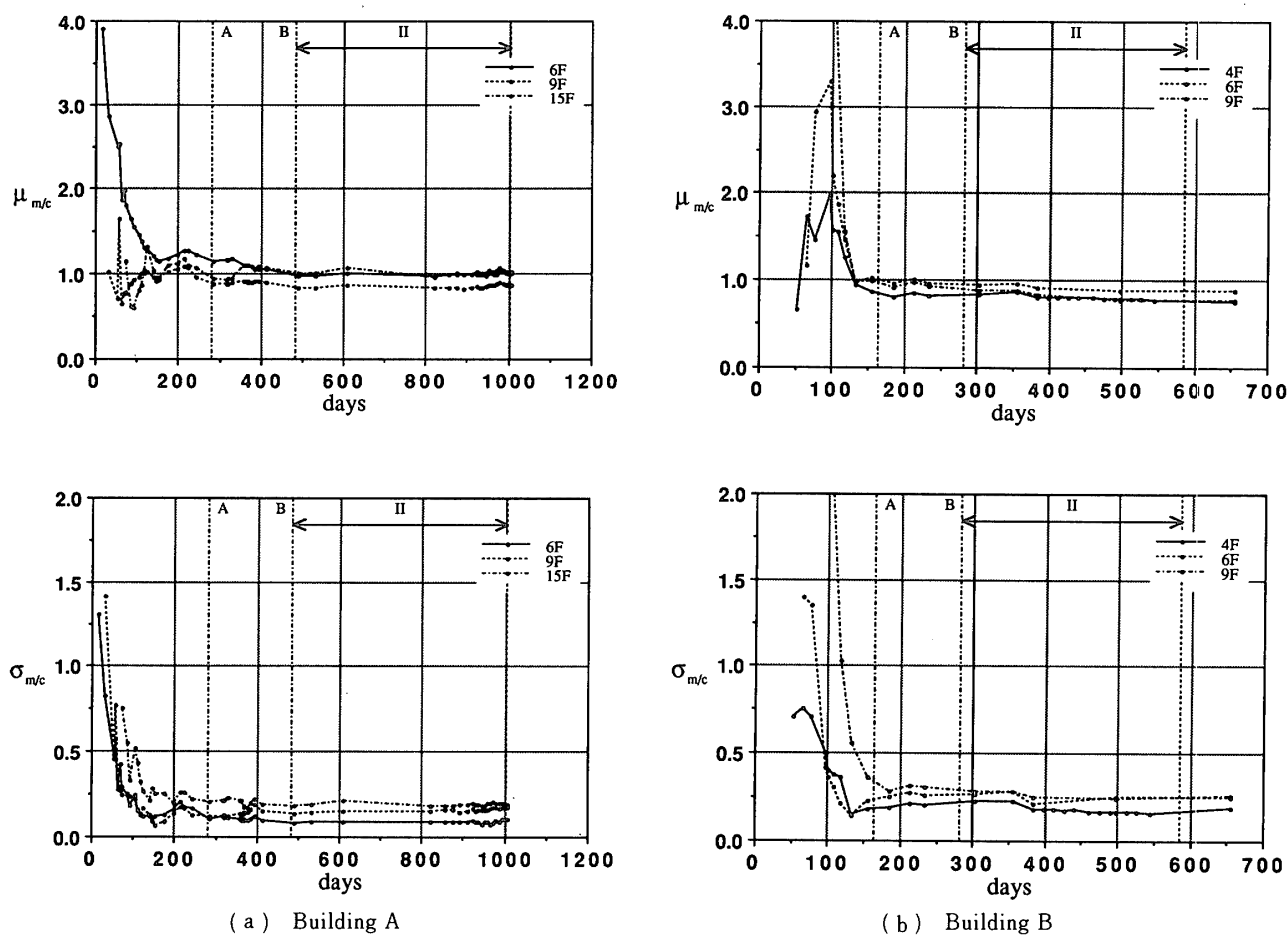 4.0
3.0
2.0
1.0
0.0
μ m/c
A
B
II
6F
9F
15F
0 200 400 600 800 1000 1200
days
4.0
3.0
2.0
1.0
0.0
μ m/c
A
B
II
4F
6F
9F
0 100 200 300 400 500 600 700
days
2.0
1.5
1.0
0.5
0.0
σ m/c
A
B
II
6F
9F
15F
0 200 400 600 800 1000 1200
days
2.0
1.5
1.0
0.5
0.0
σ m/c
A
B
II
4F
6F
9F
0 100 200 300 400 500 600 700
days
(a) Building A
(b) Building B